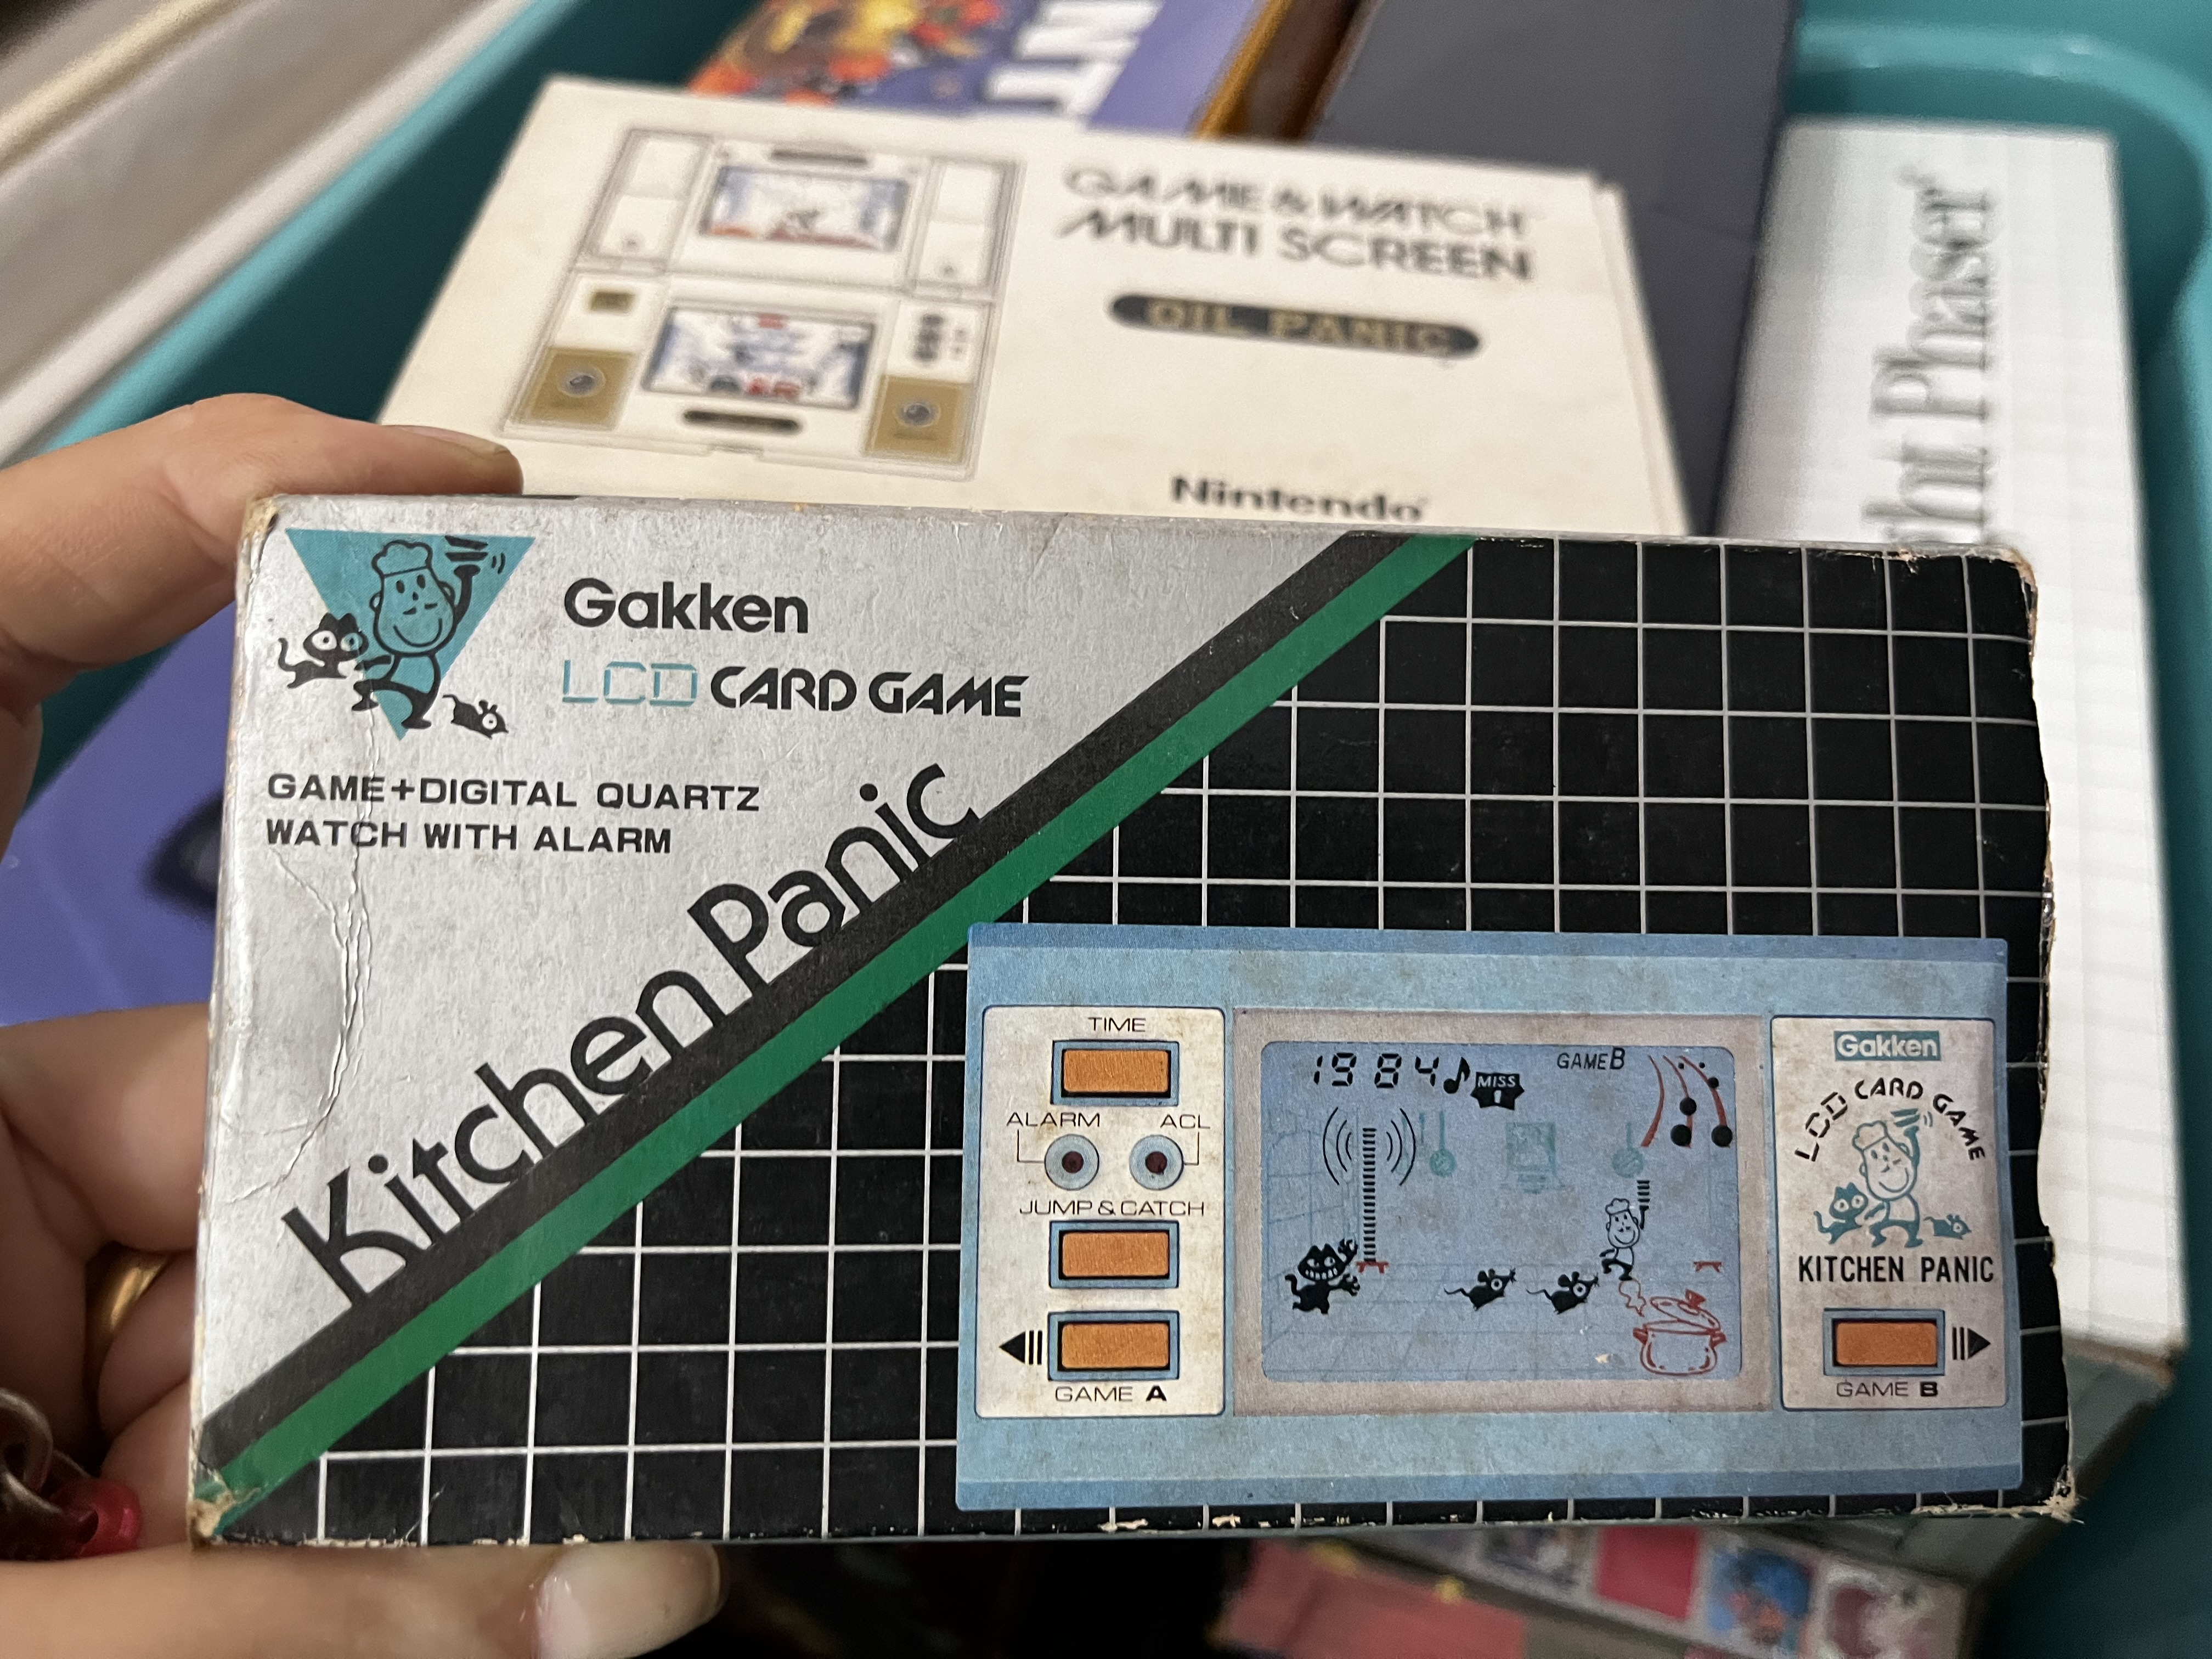 GAME & WATCH
MULTI SCREEN
OIL PANIC
Nintendo
Light Phaser
Gakken
LCD CARD GAME
GAME+DIGITAL QUARTZ
WATCH WITH ALARM
Kitchen Panic
TIME
ALARM ACL
JUMP & CATCH
GAME A
1984
MISS
GAME B
Gakken
LCD CARD GAME
KITCHEN PANIC
GAME B